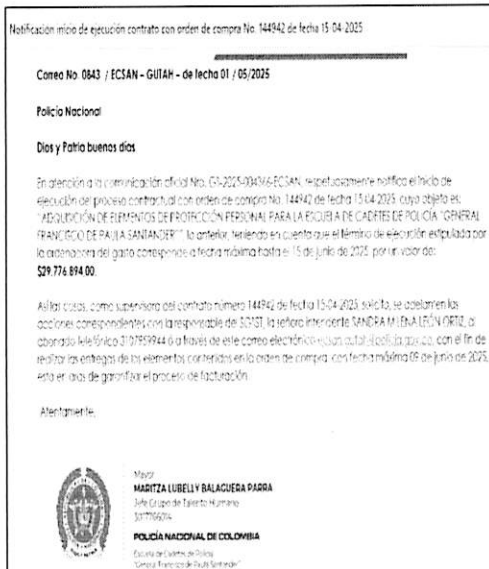 Notificación inicio de ejecución contrato con orden de compra No. 144942 de fecha 15-04-2025
Correo No. 0843 / ECSAN - GUTAH - de fecha 01 / 05/2025
Policía Nacional
Dios y Patria buenos días
En atención a la comunicación oficial Nro. respetuosamente notifico el inicio de
ejecución del proceso contractual con orden de compra No. 144942 de fecha 15-04-2025, cuyo objeto es:
"ADQUISICIÓN DE ELEMENTOS DE PROTECCIÓN PERSONAL PARA LA ESCUELA DE CADETES DE POLICÍA "GENERAL
FRANCISCO DE PAULA SANTANDER"", lo anterior, teniendo en cuenta que el término de ejecución estipulado por
la ordenadora del gasto corresponde a fecha máxima hasta el 15 de junio de 2025, por un valor de:
$29.776.894.00.
Así las cosas, como supervisora del contrato número 144942 de fecha 15-04-2025, solicito, se adelanten las
acciones correspondientes con la responsable de SGSST, la señora Intendente SANDRA MILENA LEÓN ORTIZ, al
abonado telefónico 3107959944 o a través de este correo electrónico con el fin de
realizar las entregas de los elementos contenidos en la orden de compra, con fecha máxima 09 de junio de 2025,
esto en aras de garantizar el proceso de facturación.
Atentamente,
Mayor
MARITZA LUBELLY BALAGUERA PARRA
Jefe Grupo de Talento Humano
POLICÍA NACIONAL DE COLOMBIA
Escuela de Cadetes de Policía
"General Francisco de Paula Santander"